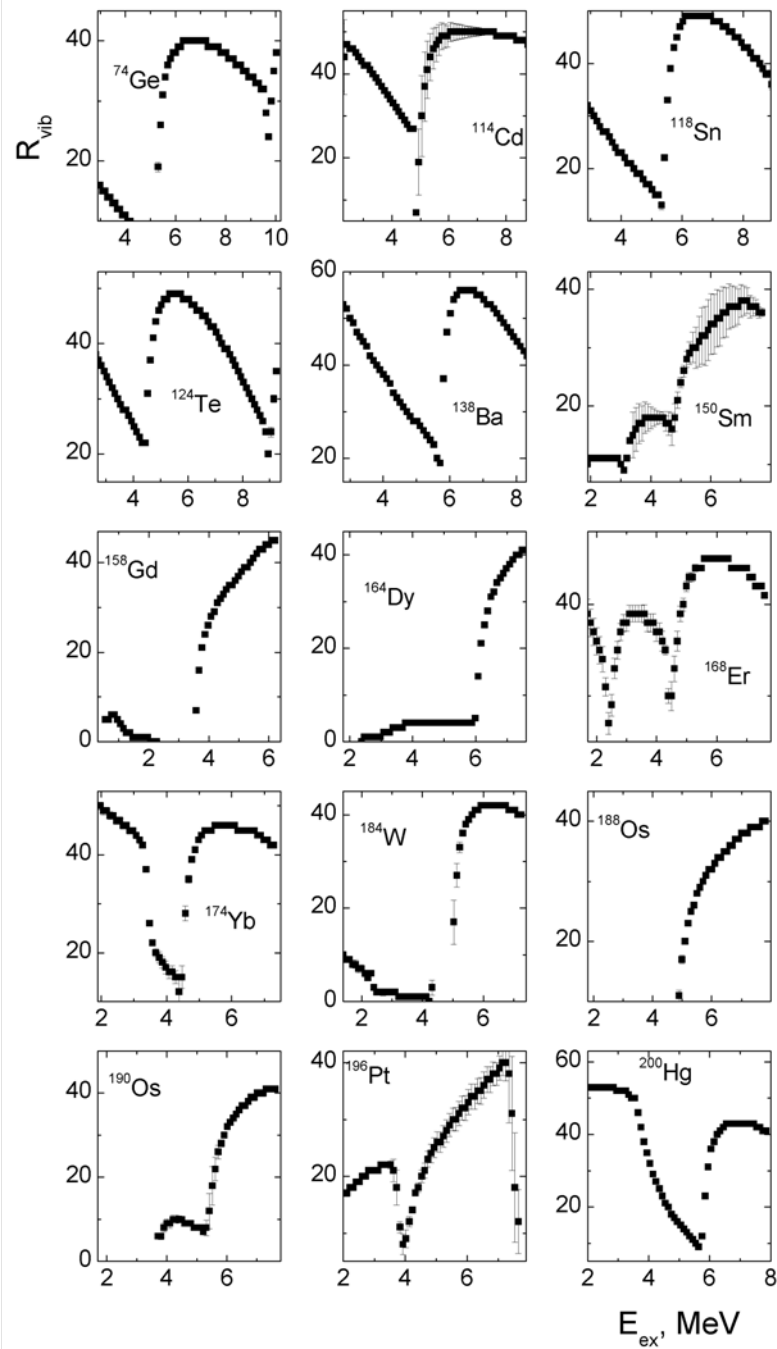 R_vib
40
20
⁷⁴Ge
4 6 8 10
40
20
¹¹⁴Cd
4 6 8
40
20
¹¹⁸Sn
4 6 8
40
20
¹²⁴Te
4 6 8
60
40
20
¹³⁸Ba
4 6 8
40
20
¹⁵⁰Sm
2 4 6
40
20
0
¹⁵⁸Gd
0 2 4 6
40
20
0
¹⁶⁴Dy
2 4 6
40
¹⁶⁸Er
2 4 6
40
20
¹⁷⁴Yb
2 4 6
40
20
0
¹⁸⁴W
2 4 6
40
20
¹⁸⁸Os
2 4 6
40
20
0
¹⁹⁰Os
2 4 6
40
20
¹⁹⁶Pt
2 4 6
60
40
20
²⁰⁰Hg
2 4 6 8
E_ex, MeV